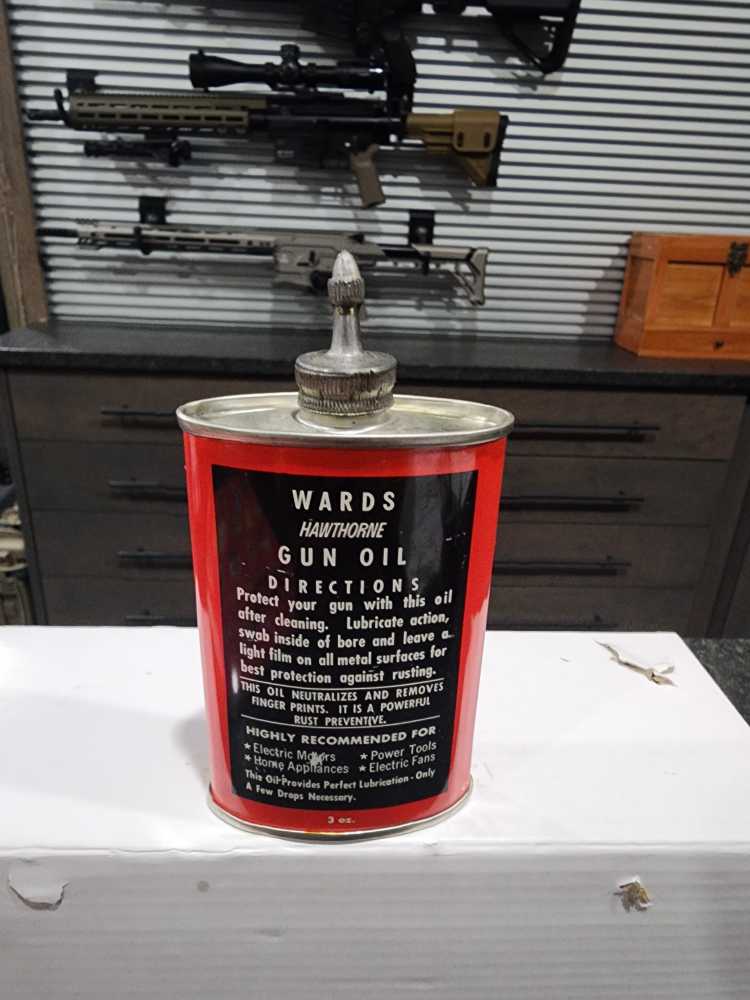 WARDS
HAWTHORNE
GUN OIL
DIRECTIONS
Protect your gun with this oil
after cleaning. Lubricate action,
swab inside of bore and leave a
light film on all metal surfaces for
best protection against rusting.
THIS OIL NEUTRALIZES AND REMOVES
FINGER PRINTS. IT IS A POWERFUL
RUST PREVENTIVE.
HIGHLY RECOMMENDED FOR
* Electric Motors * Power Tools
* Home Appliances * Electric Fans
This Oil Provides Perfect Lubrication - Only
A Few Drops Necessary.
3 oz.